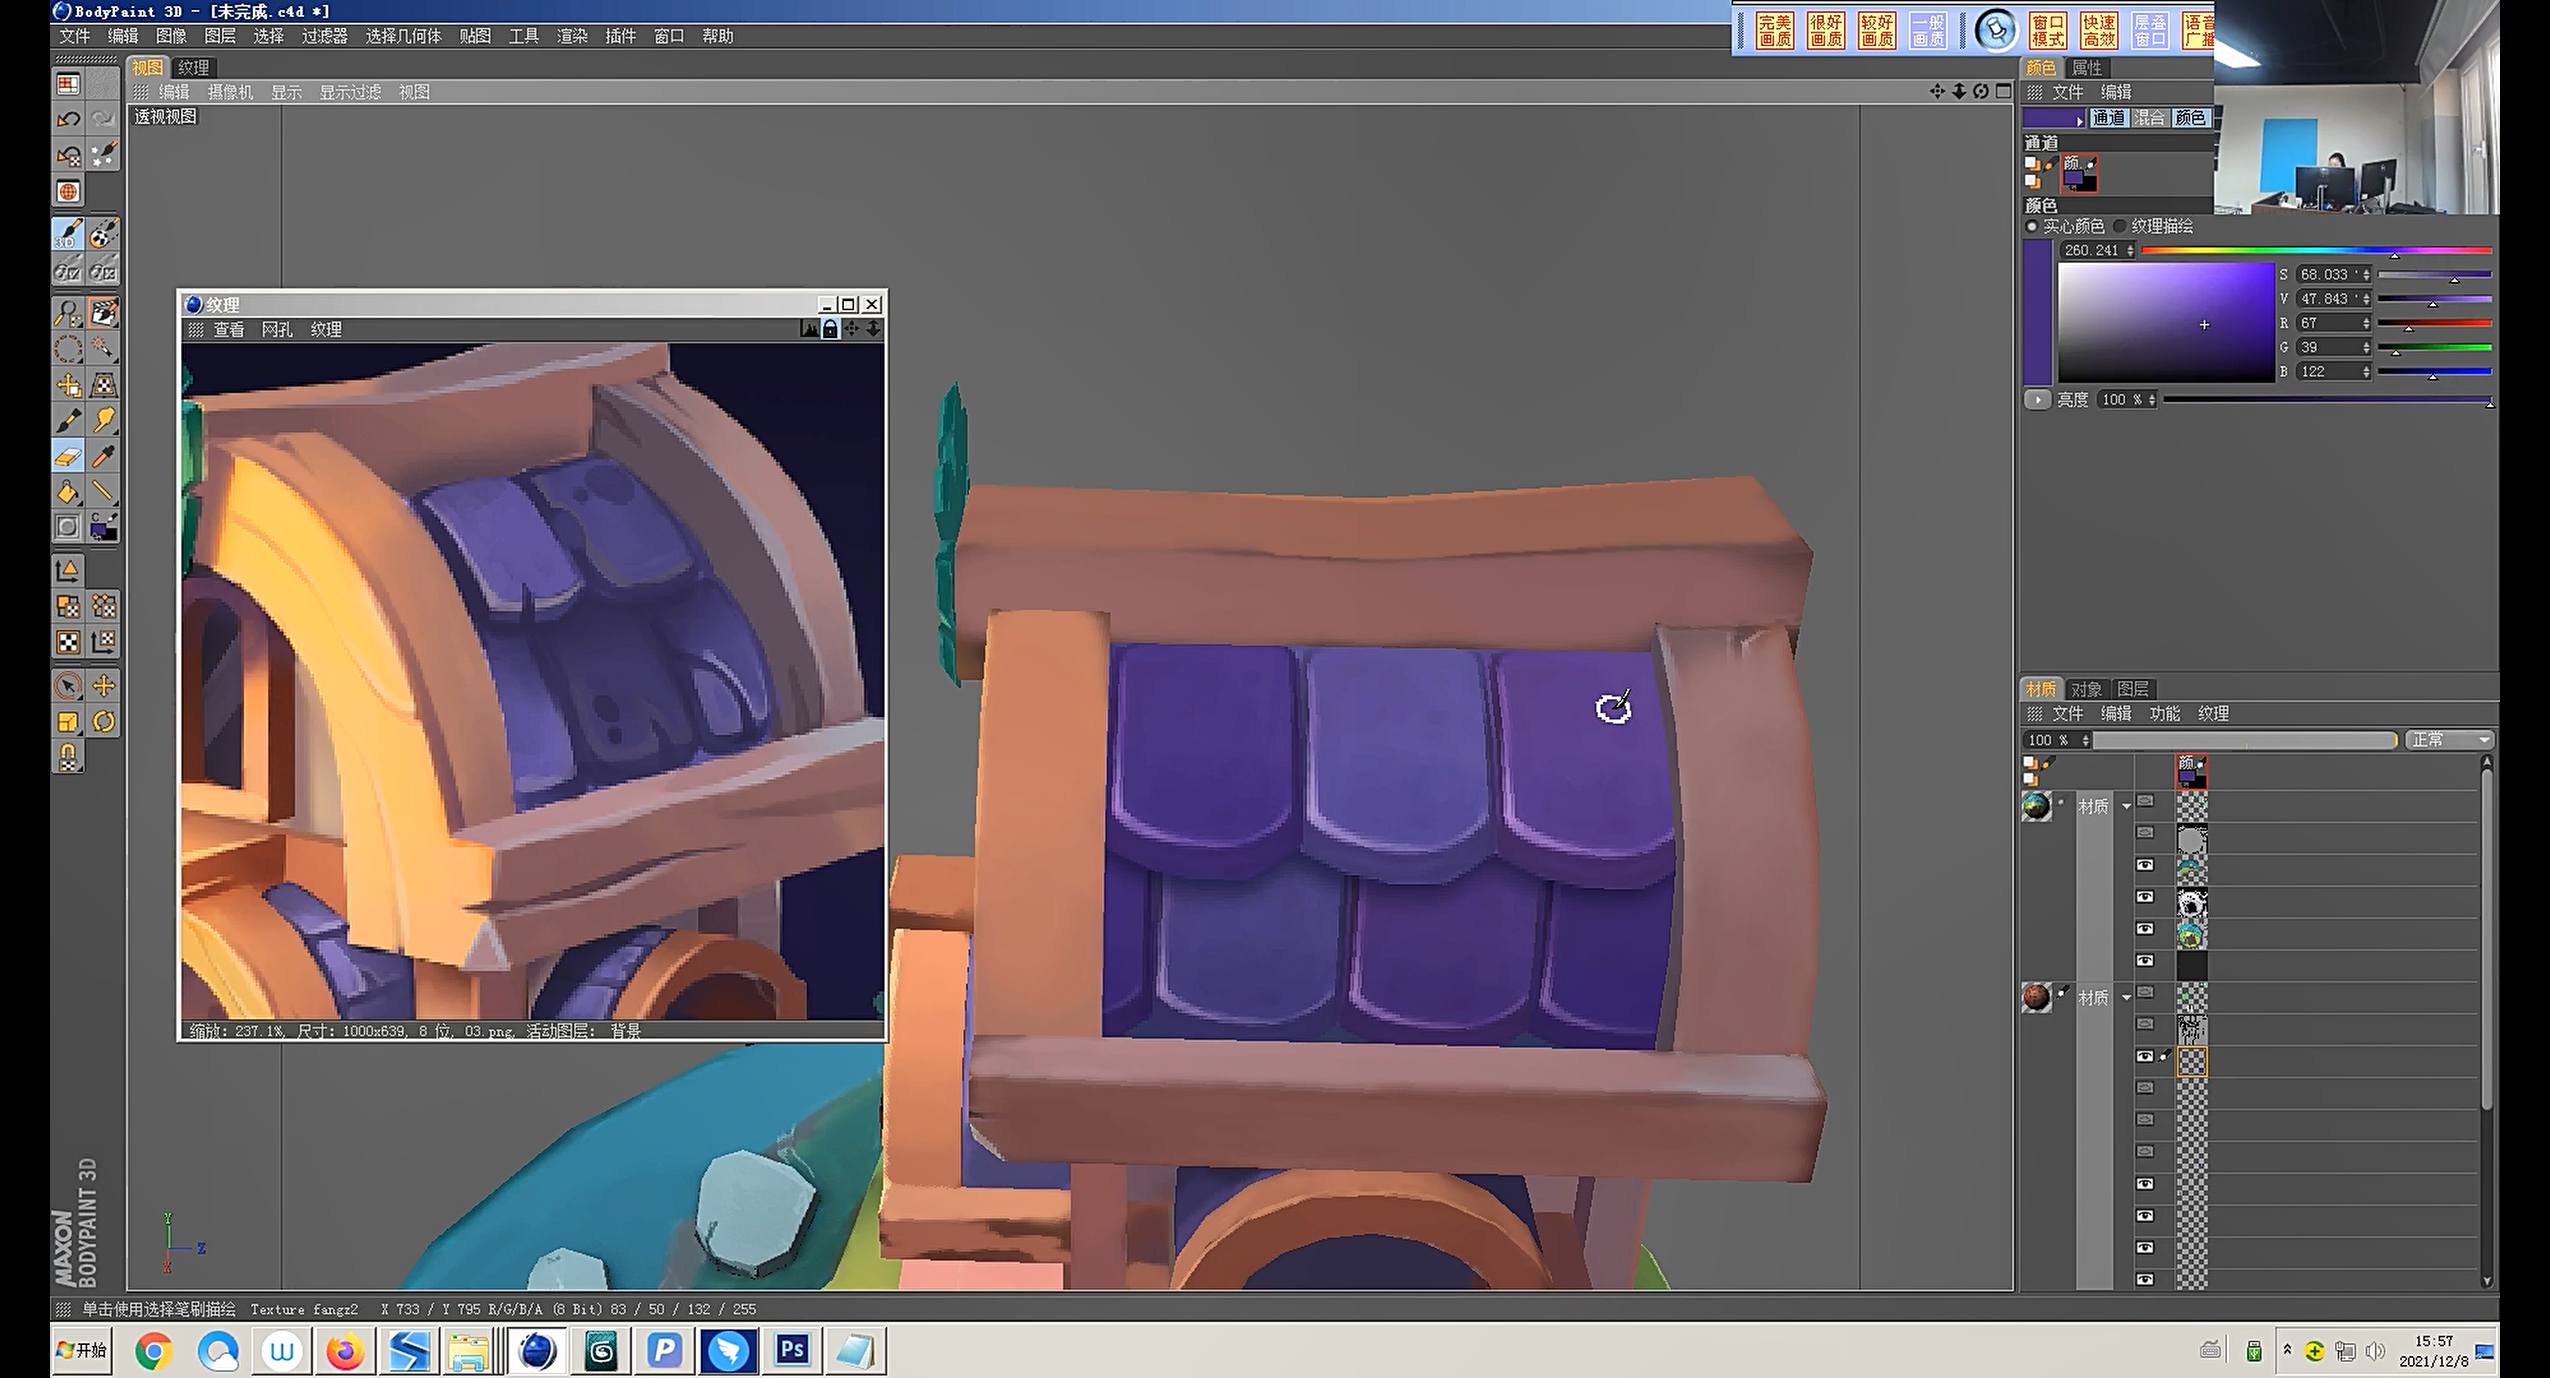 BodyPaint 3D - [未完成.c4d *]
文件 编辑 图像 图层 选择 过滤器 选择几何体 贴图 工具 渲染 插件 窗口 帮助
完美画质 很好画质 较好画质 一般画质 窗口模式 快速高效 层叠窗口 语音广播
视图 纹理
编辑 摄像机 显示 显示过滤 视图
透视视图
颜色 属性
文件 编辑
通道 混合 颜色
通道
颜
颜色
实心颜色 纹理描绘
260.241
S 68.033
V 47.843
R 67
G 39
B 122
亮度 100 %
纹理
查看 网孔 纹理
缩放: 237.1%, 尺寸: 1000x639, 8 位, 03.png, 活动图层: 背景
3D
C
材质 对象 图层
文件 编辑 功能 纹理
100 % 正常
颜
材质
材质
Y
Z
X
MAXON
BODYPAINT 3D
单击使用选择笔刷描绘 Texture fangz2 X 733 / Y 795 R/G/B/A (8 Bit) 83 / 50 / 132 / 255
开始
Ps
15:57
2021/12/8